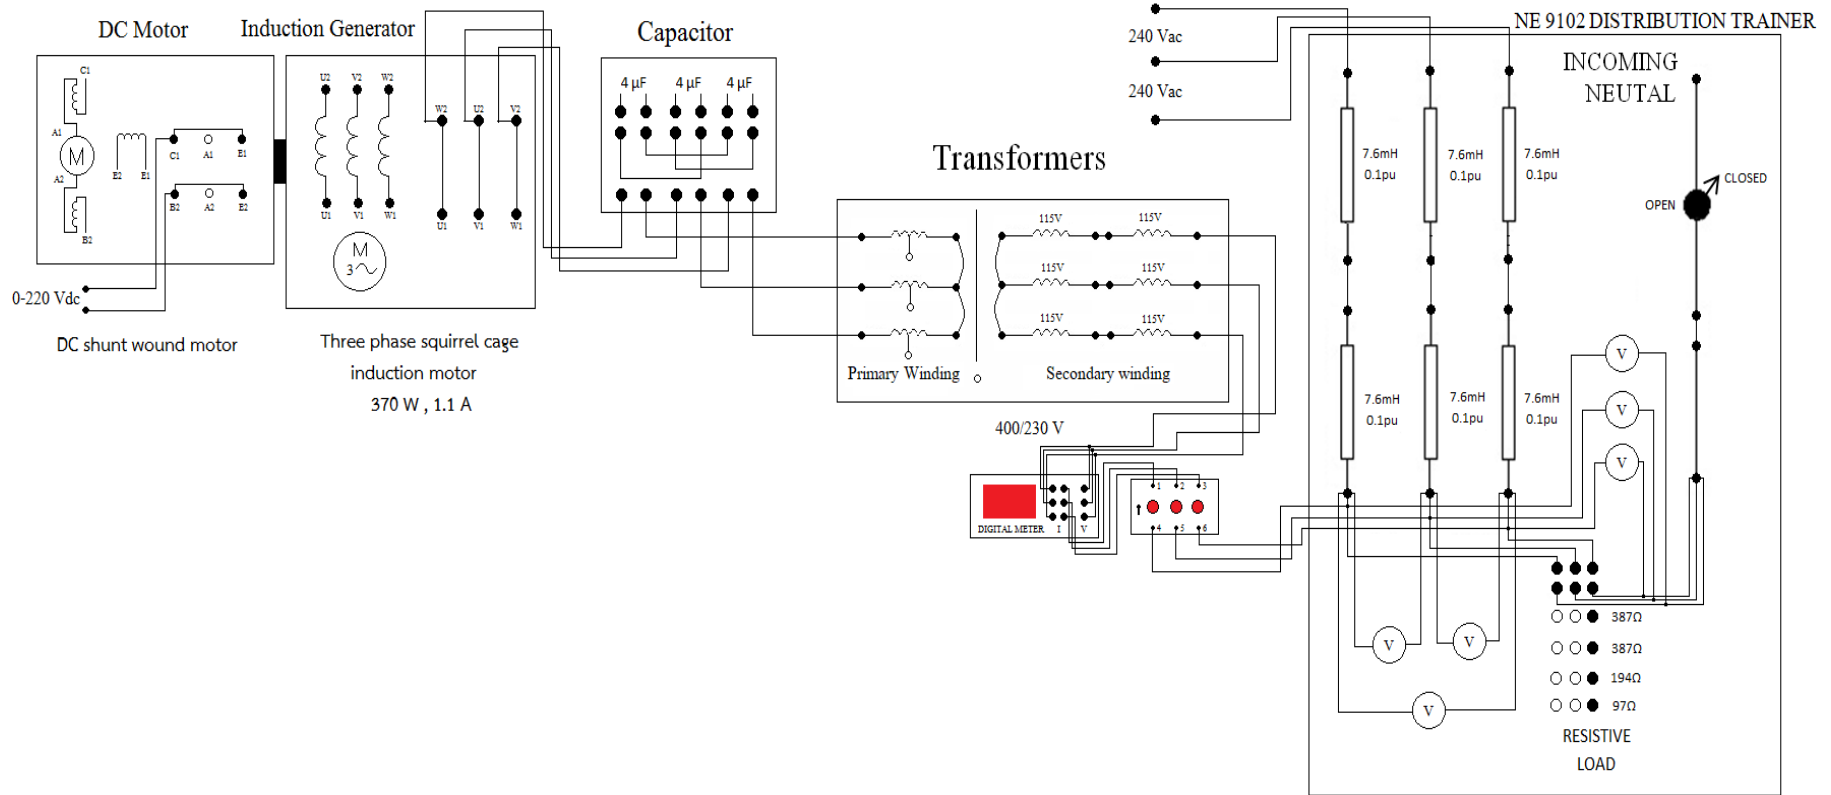 DC Motor
Induction Generator
Capacitor
Transformers
240 Vac
240 Vac
NE 9102 DISTRIBUTION TRAINER
INCOMING
NEUTAL
C1
A1
M
A2
B2
E2 E1
C1 A1 E1
B2 A2 E2
0-220 Vdc
DC shunt wound motor
U2 V2 W2
U1 V1 W1
M
3
W2 U2 V2
U1 V1 W1
Three phase squirrel cage
induction motor
370 W , 1.1 A
4 µF 4 µF 4 µF
115V 115V
115V 115V
115V 115V
Primary Winding
Secondary winding
400/230 V
DIGITAL METER I V
1 2 3
4 5 6
7.6mH 7.6mH 7.6mH
0.1pu 0.1pu 0.1pu
CLOSED
OPEN
7.6mH 7.6mH 7.6mH
0.1pu 0.1pu 0.1pu
V
V
V
V
V
V
387Ω
387Ω
194Ω
97Ω
RESISTIVE
LOAD